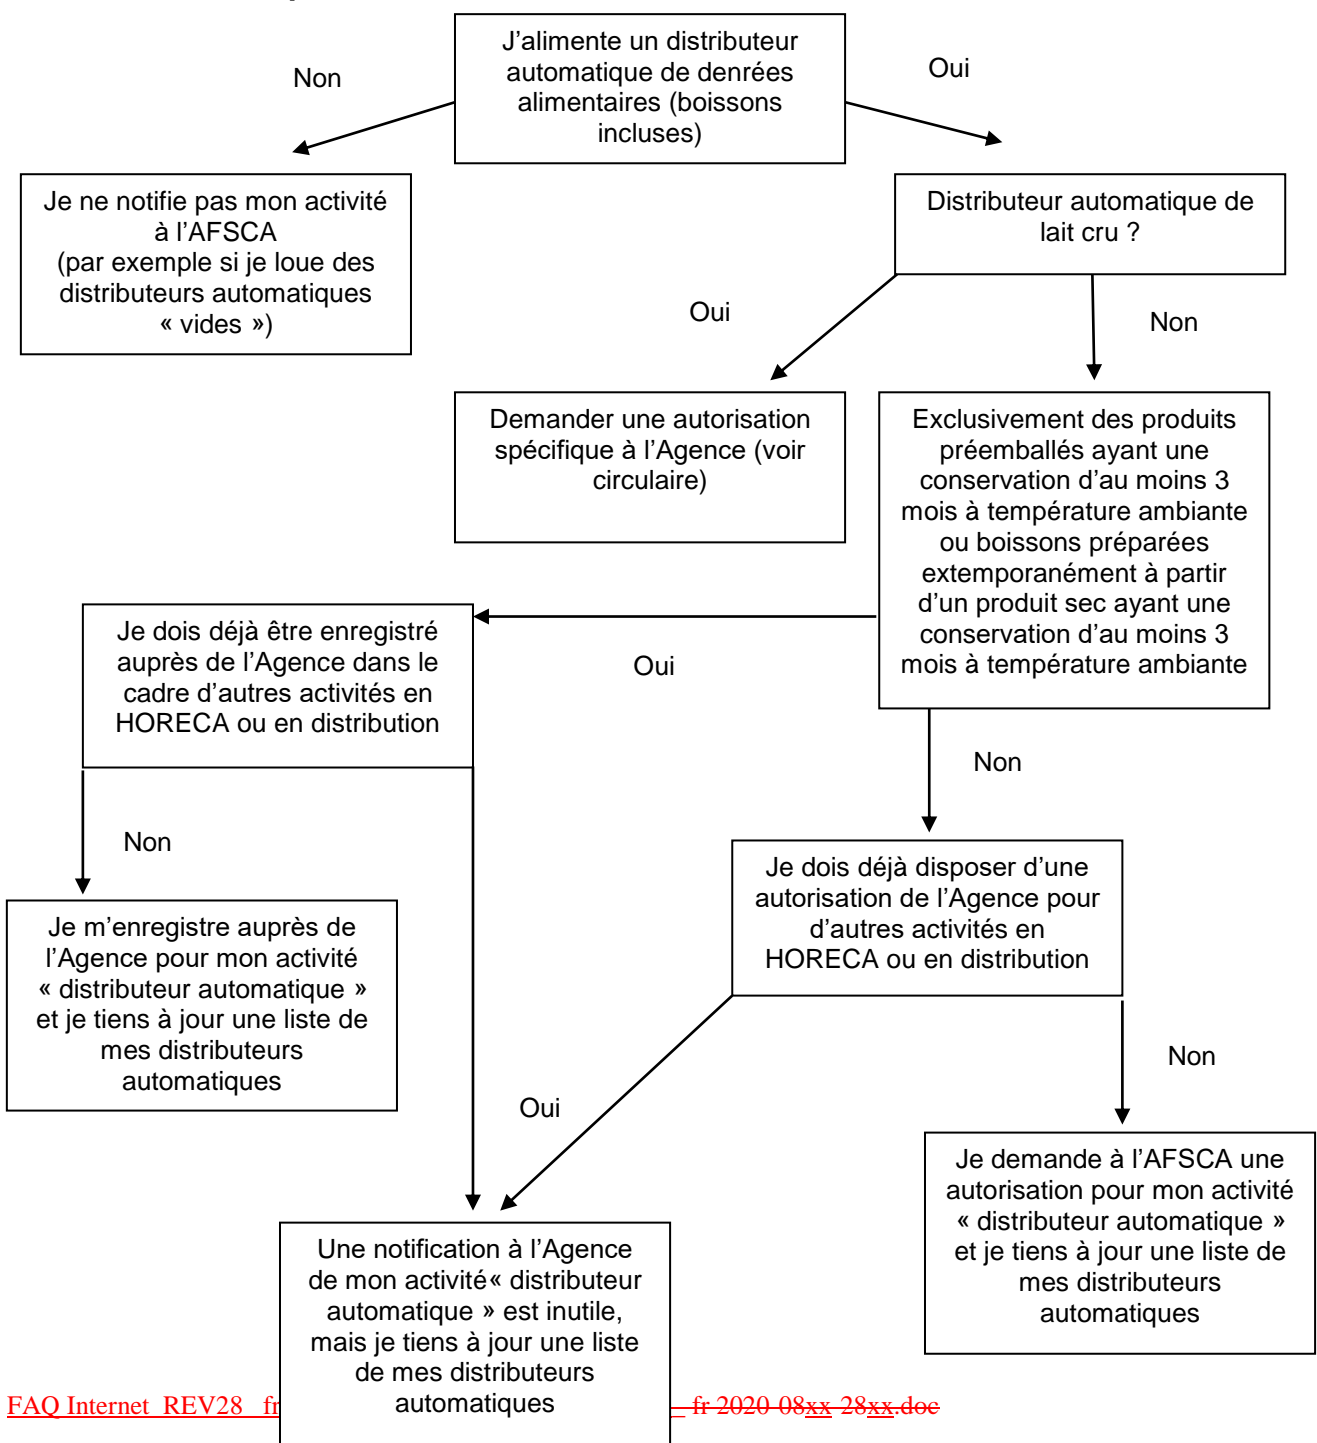 J’alimente un distributeur
automatique de denrées
alimentaires (boissons
incluses)
Non
Oui
Je ne notifie pas mon activité
à l’AFSCA
(par exemple si je loue des
distributeurs automatiques
« vides »)
Distributeur automatique de
lait cru ?
Oui
Non
Demander une autorisation
spécifique à l’Agence (voir
circulaire)
Exclusivement des produits
préemballés ayant une
conservation d’au moins 3
mois à température ambiante
ou boissons préparées
extemporanément à partir
d’un produit sec ayant une
conservation d’au moins 3
mois à température ambiante
Je dois déjà être enregistré
auprès de l’Agence dans le
cadre d’autres activités en
HORECA ou en distribution
Oui
Non
Non
Je dois déjà disposer d’une
autorisation de l’Agence pour
d’autres activités en
HORECA ou en distribution
Je m’enregistre auprès de
l’Agence pour mon activité
« distributeur automatique »
et je tiens à jour une liste de
mes distributeurs
automatiques
Non
Oui
Je demande à l’AFSCA une
autorisation pour mon activité
« distributeur automatique »
et je tiens à jour une liste de
mes distributeurs
automatiques
Une notification à l’Agence
de mon activité« distributeur
automatique » est inutile,
mais je tiens à jour une liste
de mes distributeurs
automatiques
FAQ Internet_REV28_ fr _ fr 2020-08xx-28xx.doc